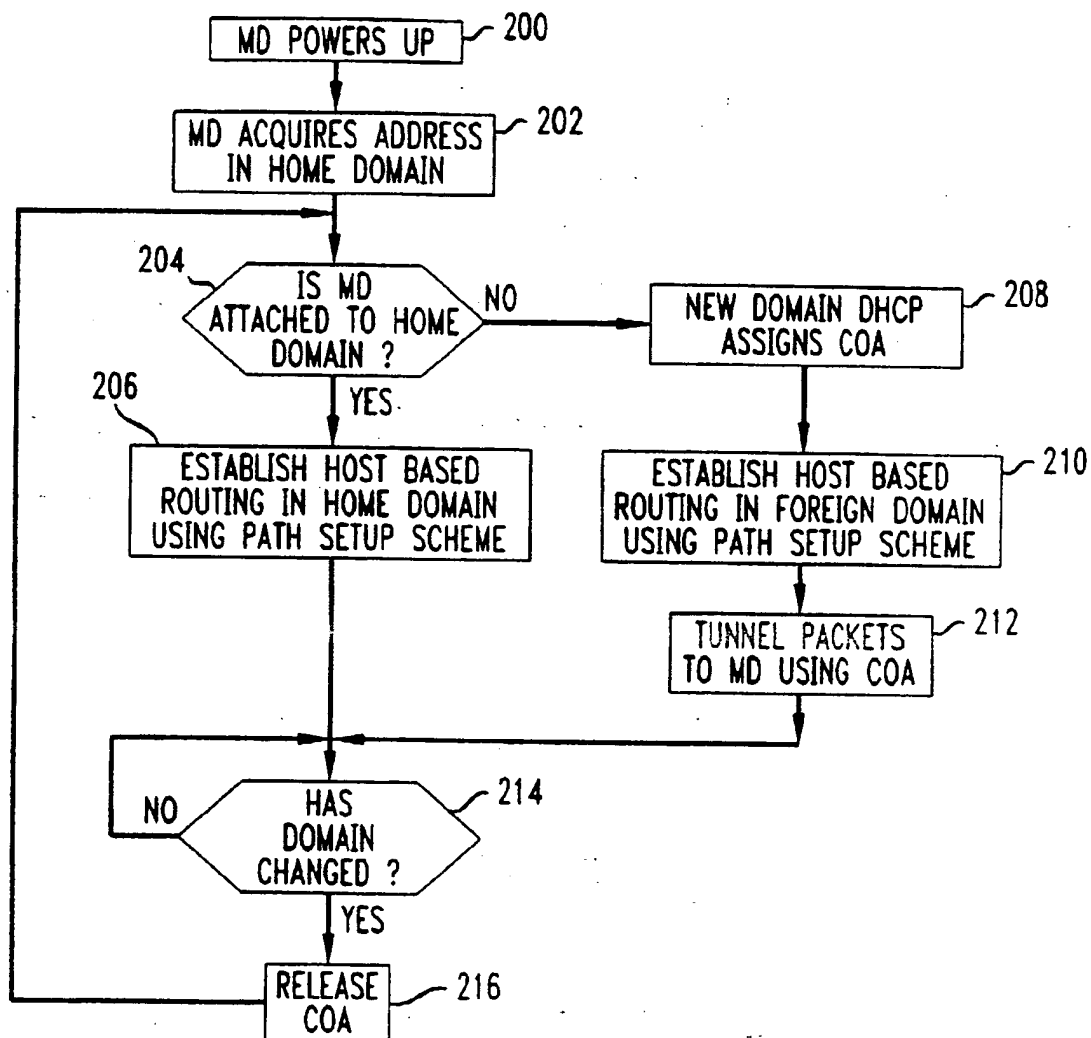 MD POWERS UP
200
MD ACQUIRES ADDRESS
IN HOME DOMAIN
202
204
IS MD
ATTACHED TO HOME
DOMAIN ?
NO
NEW DOMAIN DHCP
ASSIGNS COA
208
YES
206
ESTABLISH HOST BASED
ROUTING IN HOME DOMAIN
USING PATH SETUP SCHEME
ESTABLISH HOST BASED
ROUTING IN FOREIGN DOMAIN
USING PATH SETUP SCHEME
210
TUNNEL PACKETS
TO MD USING COA
212
NO
HAS
DOMAIN
CHANGED ?
214
YES
RELEASE
COA
216